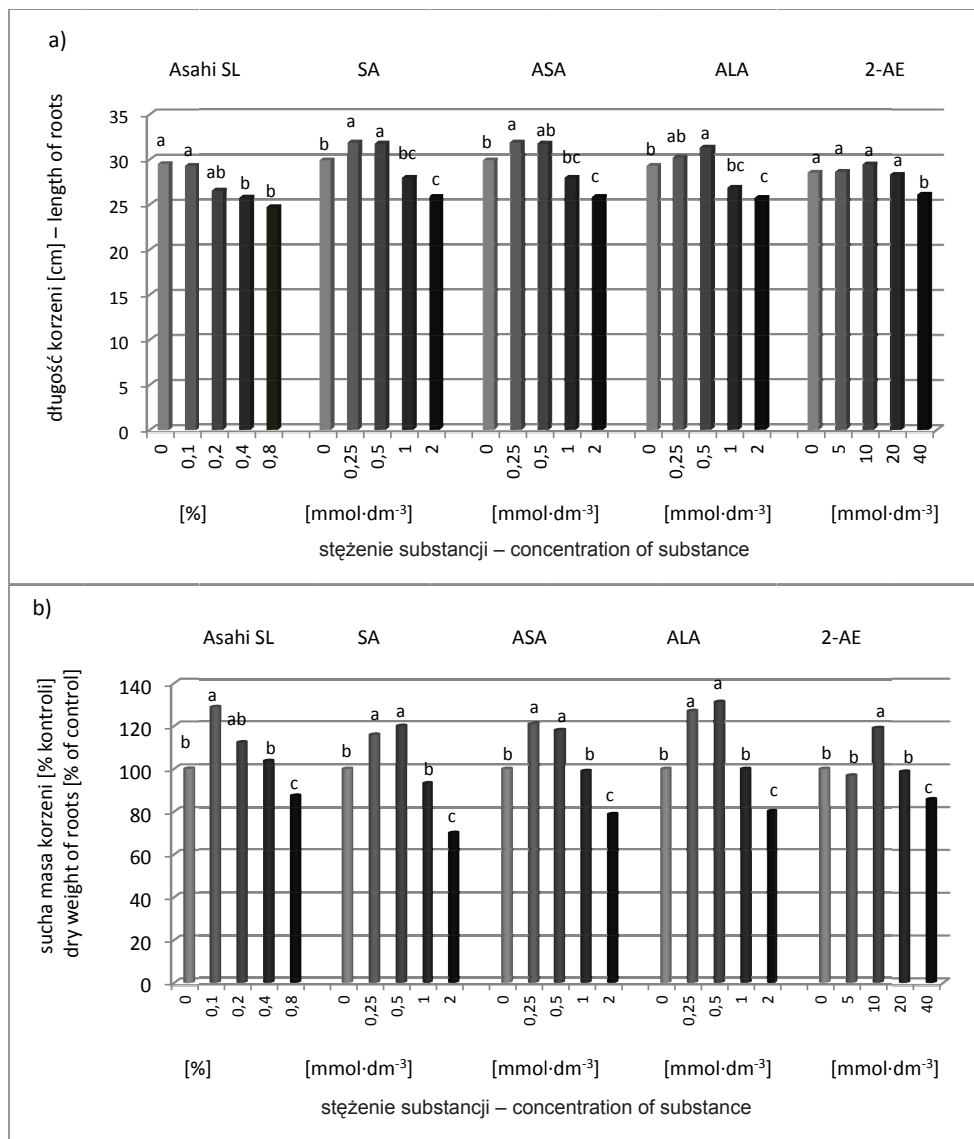 a)
Asahi SL SA ASA ALA 2-AE
długość korzeni [cm] – length of roots
35
30
25
20
15
10
5
0
a a ab b b
b a a bc c
b a ab bc c
b ab a bc c
a a a a b
0 0,1 0,2 0,4 0,8 0 0,25 0,5 1 2 0 0,25 0,5 1 2 0 0,25 0,5 1 2 0 5 10 20 40
[%] [mmol·dm⁻³] [mmol·dm⁻³] [mmol·dm⁻³] [mmol·dm⁻³]
stężenie substancji – concentration of substance
b)
Asahi SL SA ASA ALA 2-AE
sucha masa korzeni [% kontroli]
dry weight of roots [% of control]
140
120
100
80
60
40
20
0
b a ab b c
b a a b c
b a a b c
b a a b c
b b a b c
0 0,1 0,2 0,4 0,8 0 0,25 0,5 1 2 0 0,25 0,5 1 2 0 0,25 0,5 1 2 0 5 10 20 40
[%] [mmol·dm⁻³] [mmol·dm⁻³] [mmol·dm⁻³] [mmol·dm⁻³]
stężenie substancji – concentration of substance